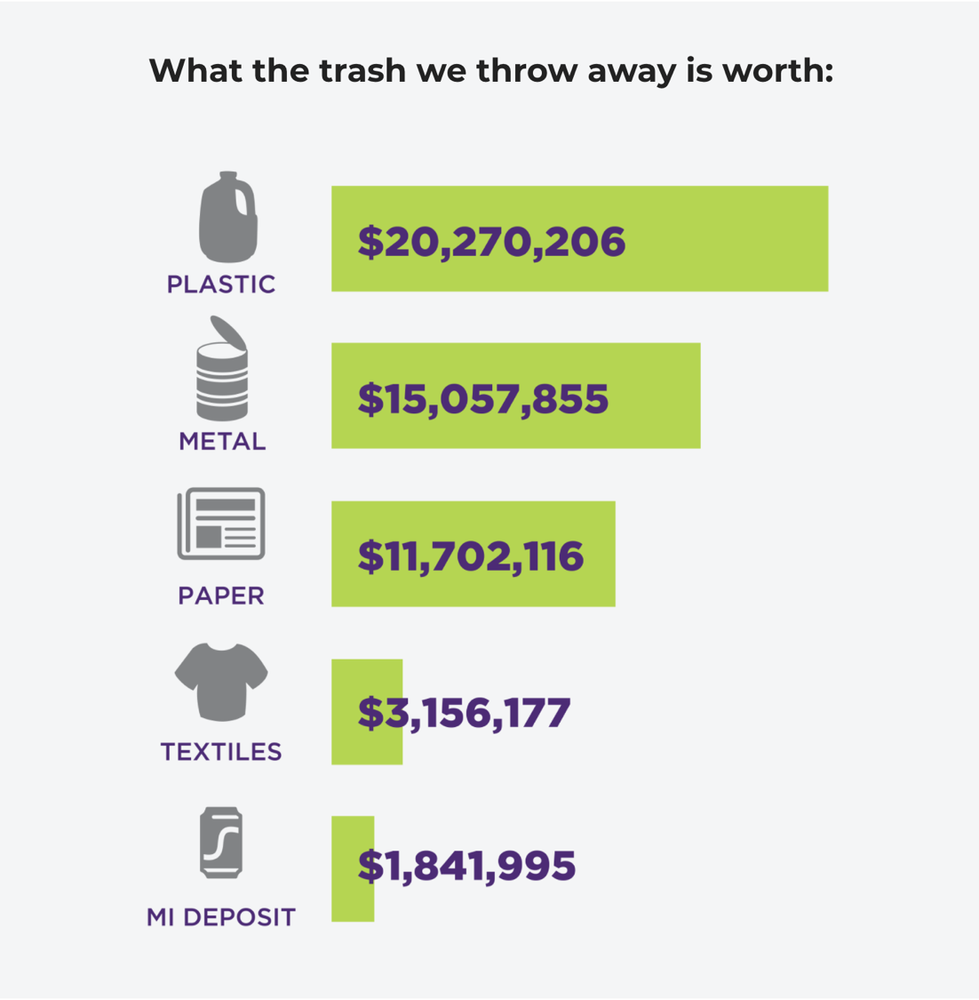 What the trash we throw away is worth:
$20,270,206
PLASTIC
$15,057,855
METAL
$11,702,116
PAPER
$3,156,177
TEXTILES
$1,841,995
MI DEPOSIT